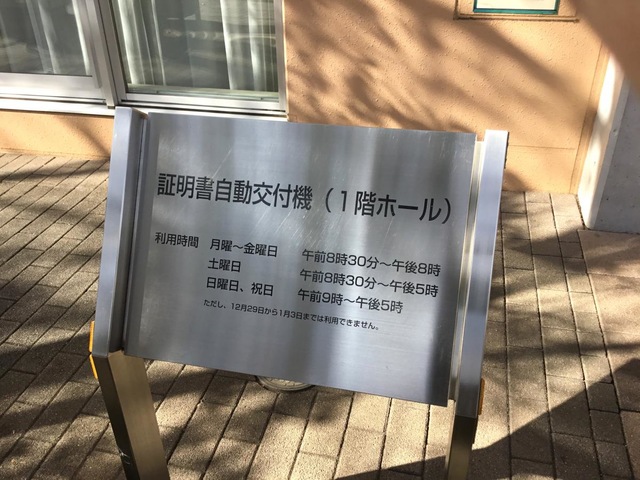 証明書自動交付機（１階ホール）
利用時間 月曜～金曜日 午前8時30分～午後8時
土曜日 午前8時30分～午後5時
日曜日、祝日 午前9時～午後5時
ただし、12月29日から1月3日までは利用できません。